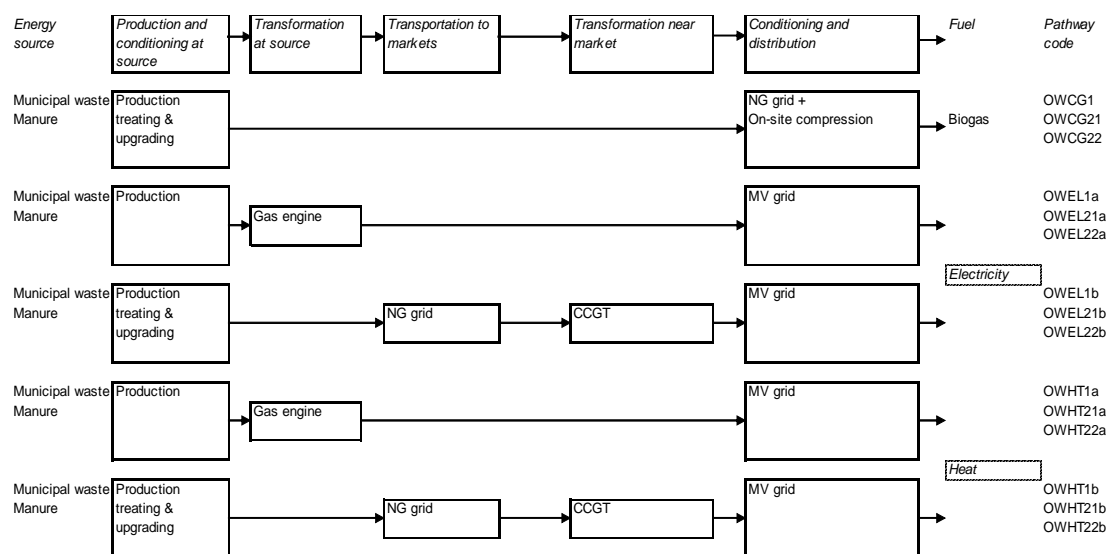 Energy source
Production and conditioning at source
Transformation at source
Transportation to markets
Transformation near market
Conditioning and distribution
Fuel
Pathway code
Municipal waste
Manure
Production
treating &
upgrading
NG grid +
On-site compression
Biogas
OWCG1
OWCG21
OWCG22
Municipal waste
Manure
Production
Gas engine
MV grid
OWEL1a
OWEL21a
OWEL22a
Electricity
Municipal waste
Manure
Production
treating &
upgrading
NG grid
CCGT
MV grid
OWEL1b
OWEL21b
OWEL22b
Municipal waste
Manure
Production
Gas engine
MV grid
OWHT1a
OWHT21a
OWHT22a
Heat
Municipal waste
Manure
Production
treating &
upgrading
NG grid
CCGT
MV grid
OWHT1b
OWHT21b
OWHT22b